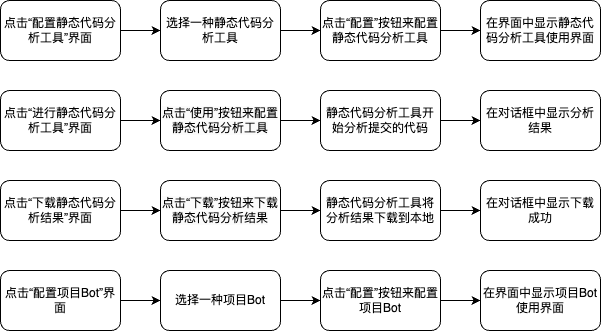 点击“配置静态代码分
析工具”界面
选择一种静态代码分
析工具
点击“配置”按钮来配置
静态代码分析工具
在界面中显示静态代
码分析工具使用界面
点击“进行静态代码分
析工具”界面
点击“使用”按钮来配置
静态代码分析工具
静态代码分析工具开
始分析提交的代码
在对话框中显示分析
结果
点击“下载静态代码分
析结果”界面
点击“下载”按钮来下载
静态代码分析结果
静态代码分析工具将
分析结果下载到本地
在对话框中显示下载
成功
点击“配置项目Bot”界
面
选择一种项目Bot
点击“配置”按钮来配置
项目Bot
在界面中显示项目Bot
使用界面